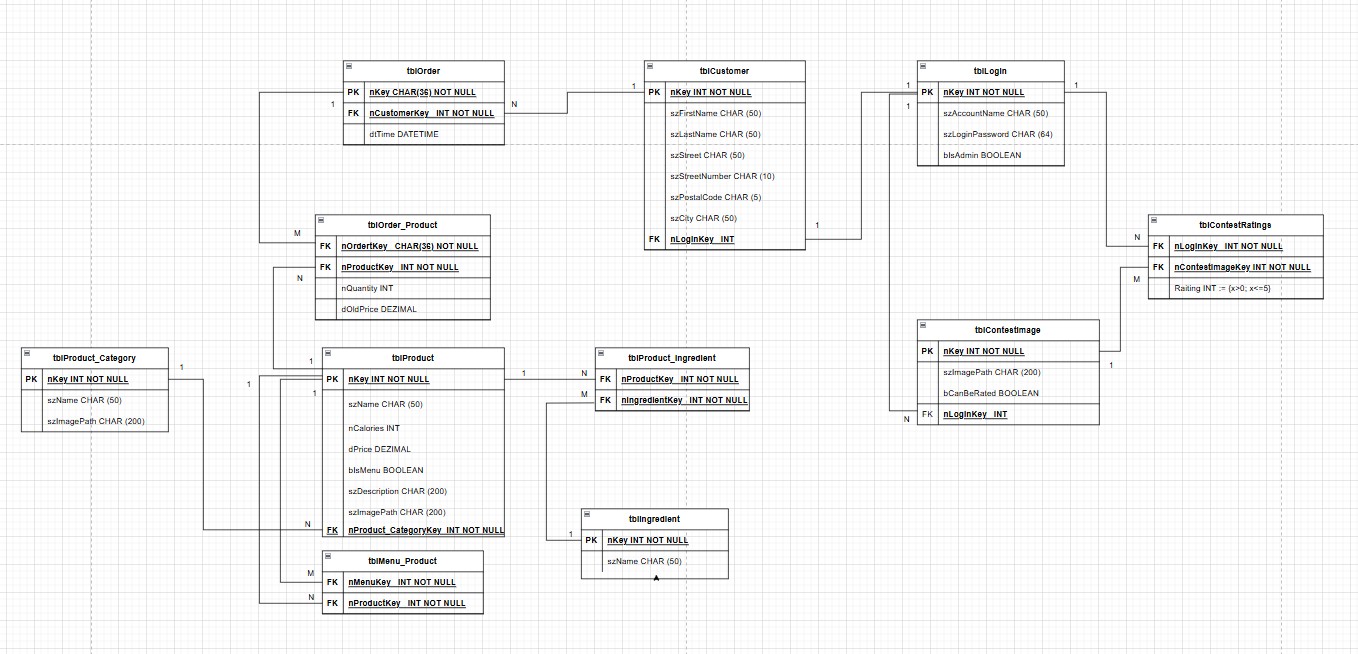 tblOrder
PK nKey CHAR(36) NOT NULL
FK nCustomerKey INT NOT NULL
dtTime DATETIME
1
N
1
tblCustomer
PK nKey INT NOT NULL
szFirstName CHAR (50)
szLastName CHAR (50)
szStreet CHAR (50)
szStreetNumber CHAR (10)
szPostalCode CHAR (5)
szCity CHAR (50)
FK nLoginKey INT
1
1
1
tblLogin
PK nKey INT NOT NULL
szAccountName CHAR (50)
szLoginPassword CHAR (64)
bIsAdmin BOOLEAN
1
tblOrder_Product
FK nOrdertKey CHAR(36) NOT NULL
FK nProductKey INT NOT NULL
nQuantity INT
dOldPrice DEZIMAL
M
N
tblContestRatings
FK nLoginKey INT NOT NULL
FK nContestImageKey INT NOT NULL
Raiting INT := {x>0; x<=5}
N
M
tblContestImage
PK nKey INT NOT NULL
szImagePath CHAR (200)
bCanBeRated BOOLEAN
FK nLoginKey INT
1
N
tblProduct_Category
PK nKey INT NOT NULL
szName CHAR (50)
szImagePath CHAR (200)
1
1
1
1
tblProduct
PK nKey INT NOT NULL
szName CHAR (50)
nCalories INT
dPrice DEZIMAL
bIsMenu BOOLEAN
szDescription CHAR (200)
szImagePath CHAR (200)
FK nProduct_CategoryKey INT NOT NULL
N
1
N
M
tblProduct_Ingredient
FK nProductKey INT NOT NULL
FK nIngredientKey INT NOT NULL
1
tblIngredient
PK nKey INT NOT NULL
szName CHAR (50)
tblMenu_Product
M
FK nMenuKey INT NOT NULL
N
FK nProductKey INT NOT NULL